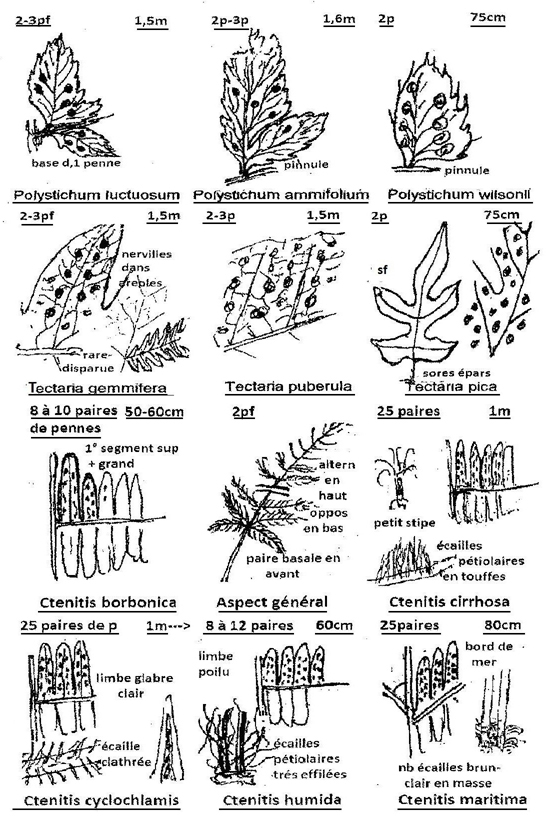 2-3pf 1,5m
base d,1 penne
Polystichum luctuosum
2p-3p 1,6m
pinnule
Polystichum ammifolium
2p 75cm
pinnule
Polystichum wilsonii
2-3pf 1,5m
nervilles
dans
aréoles
rare-
disparue
Tectaria gemmifera
2-3p 1,5m
Tectaria puberula
2p 75cm
sf
sores épars
Tectaria pica
8 à 10 paires 50-60cm
de pennes
1° segment sup
+ grand
Ctenitis borbonica
2pf
altern
en
haut
oppos
en bas
paire basale en
avant
Aspect général
25 paires 1m
petit stipe
écailles
pétiolaires
en touffes
Ctenitis cirrhosa
25 paires de p 1m--->
limbe glabre
clair
écaille
clathrée
Ctenitis cyclochlamis
8 à 12 paires 60cm
limbe
poilu
écailles
pétiolaires
trés effilées
Ctenitis humida
25paires 80cm
bord de
mer
nb écailles brun-
clair en masse
Ctenitis maritima